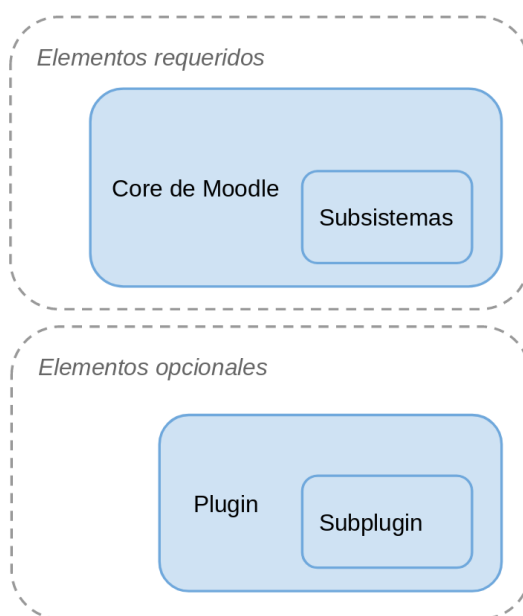 Elementos requeridos
Core de Moodle
Subsistemas
Elementos opcionales
Plugin
Subplugin